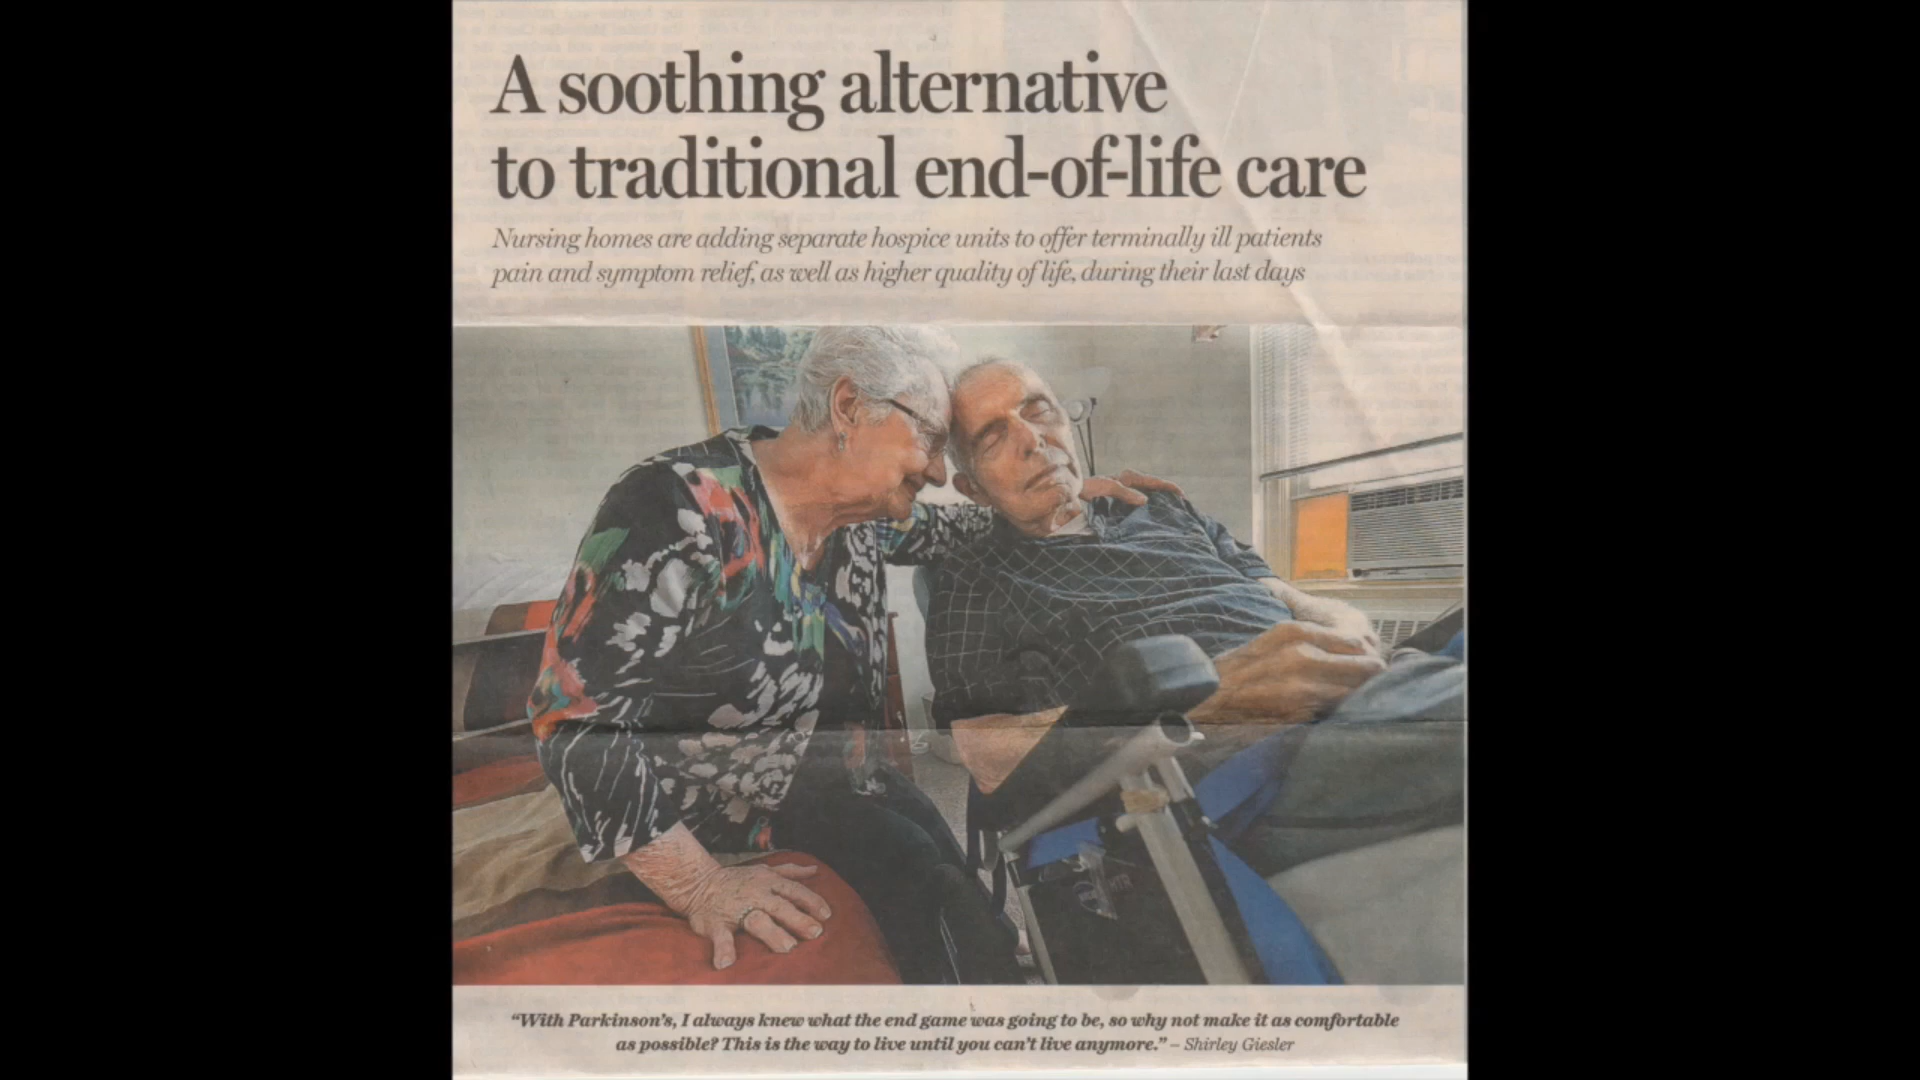 A soothing alternative
to traditional end-of-life care
Nursing homes are adding separate hospice units to offer terminally ill patients
pain and symptom relief, as well as higher quality of life, during their last days
“With Parkinson’s, I always knew what the end game was going to be, so why not make it as comfortable
as possible? This is the way to live until you can’t live anymore.” – Shirley Giesler